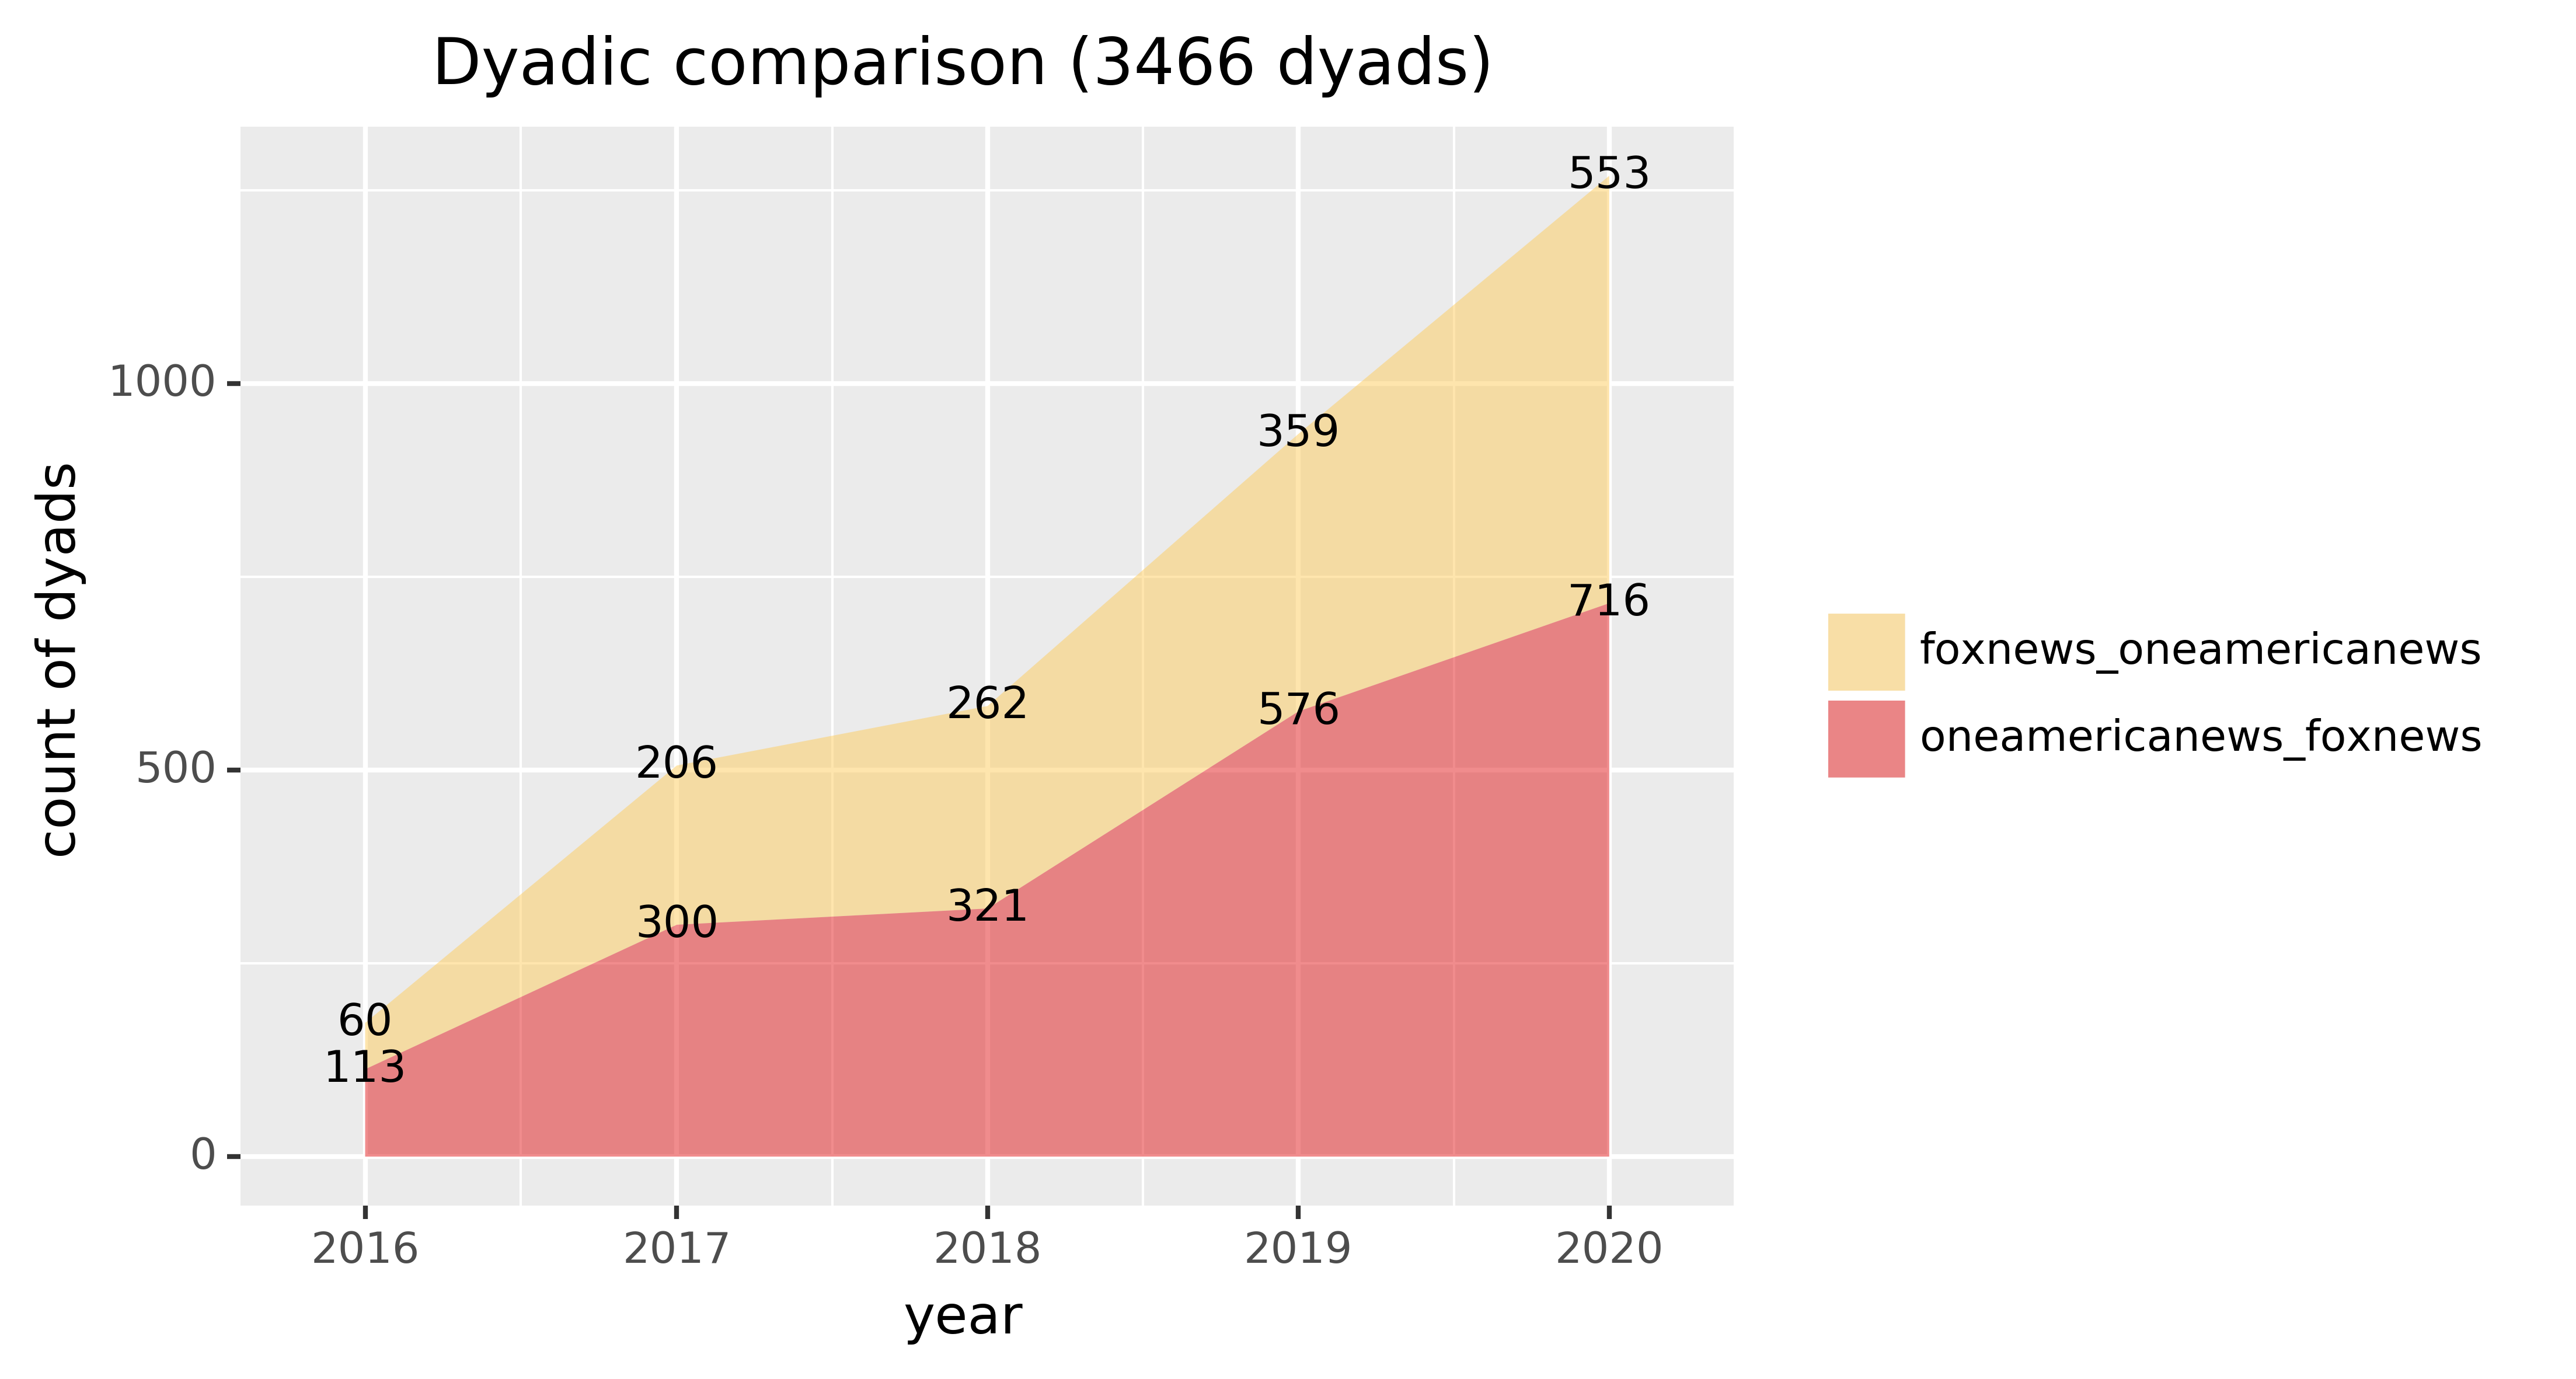 Dyadic comparison (3466 dyads)
553
1000
359
count of dyads
716
foxnews_oneamericanews
262
576
oneamericanews_foxnews
206
500
321
300
60
113
0
2016 2017 2018 2019 2020
year